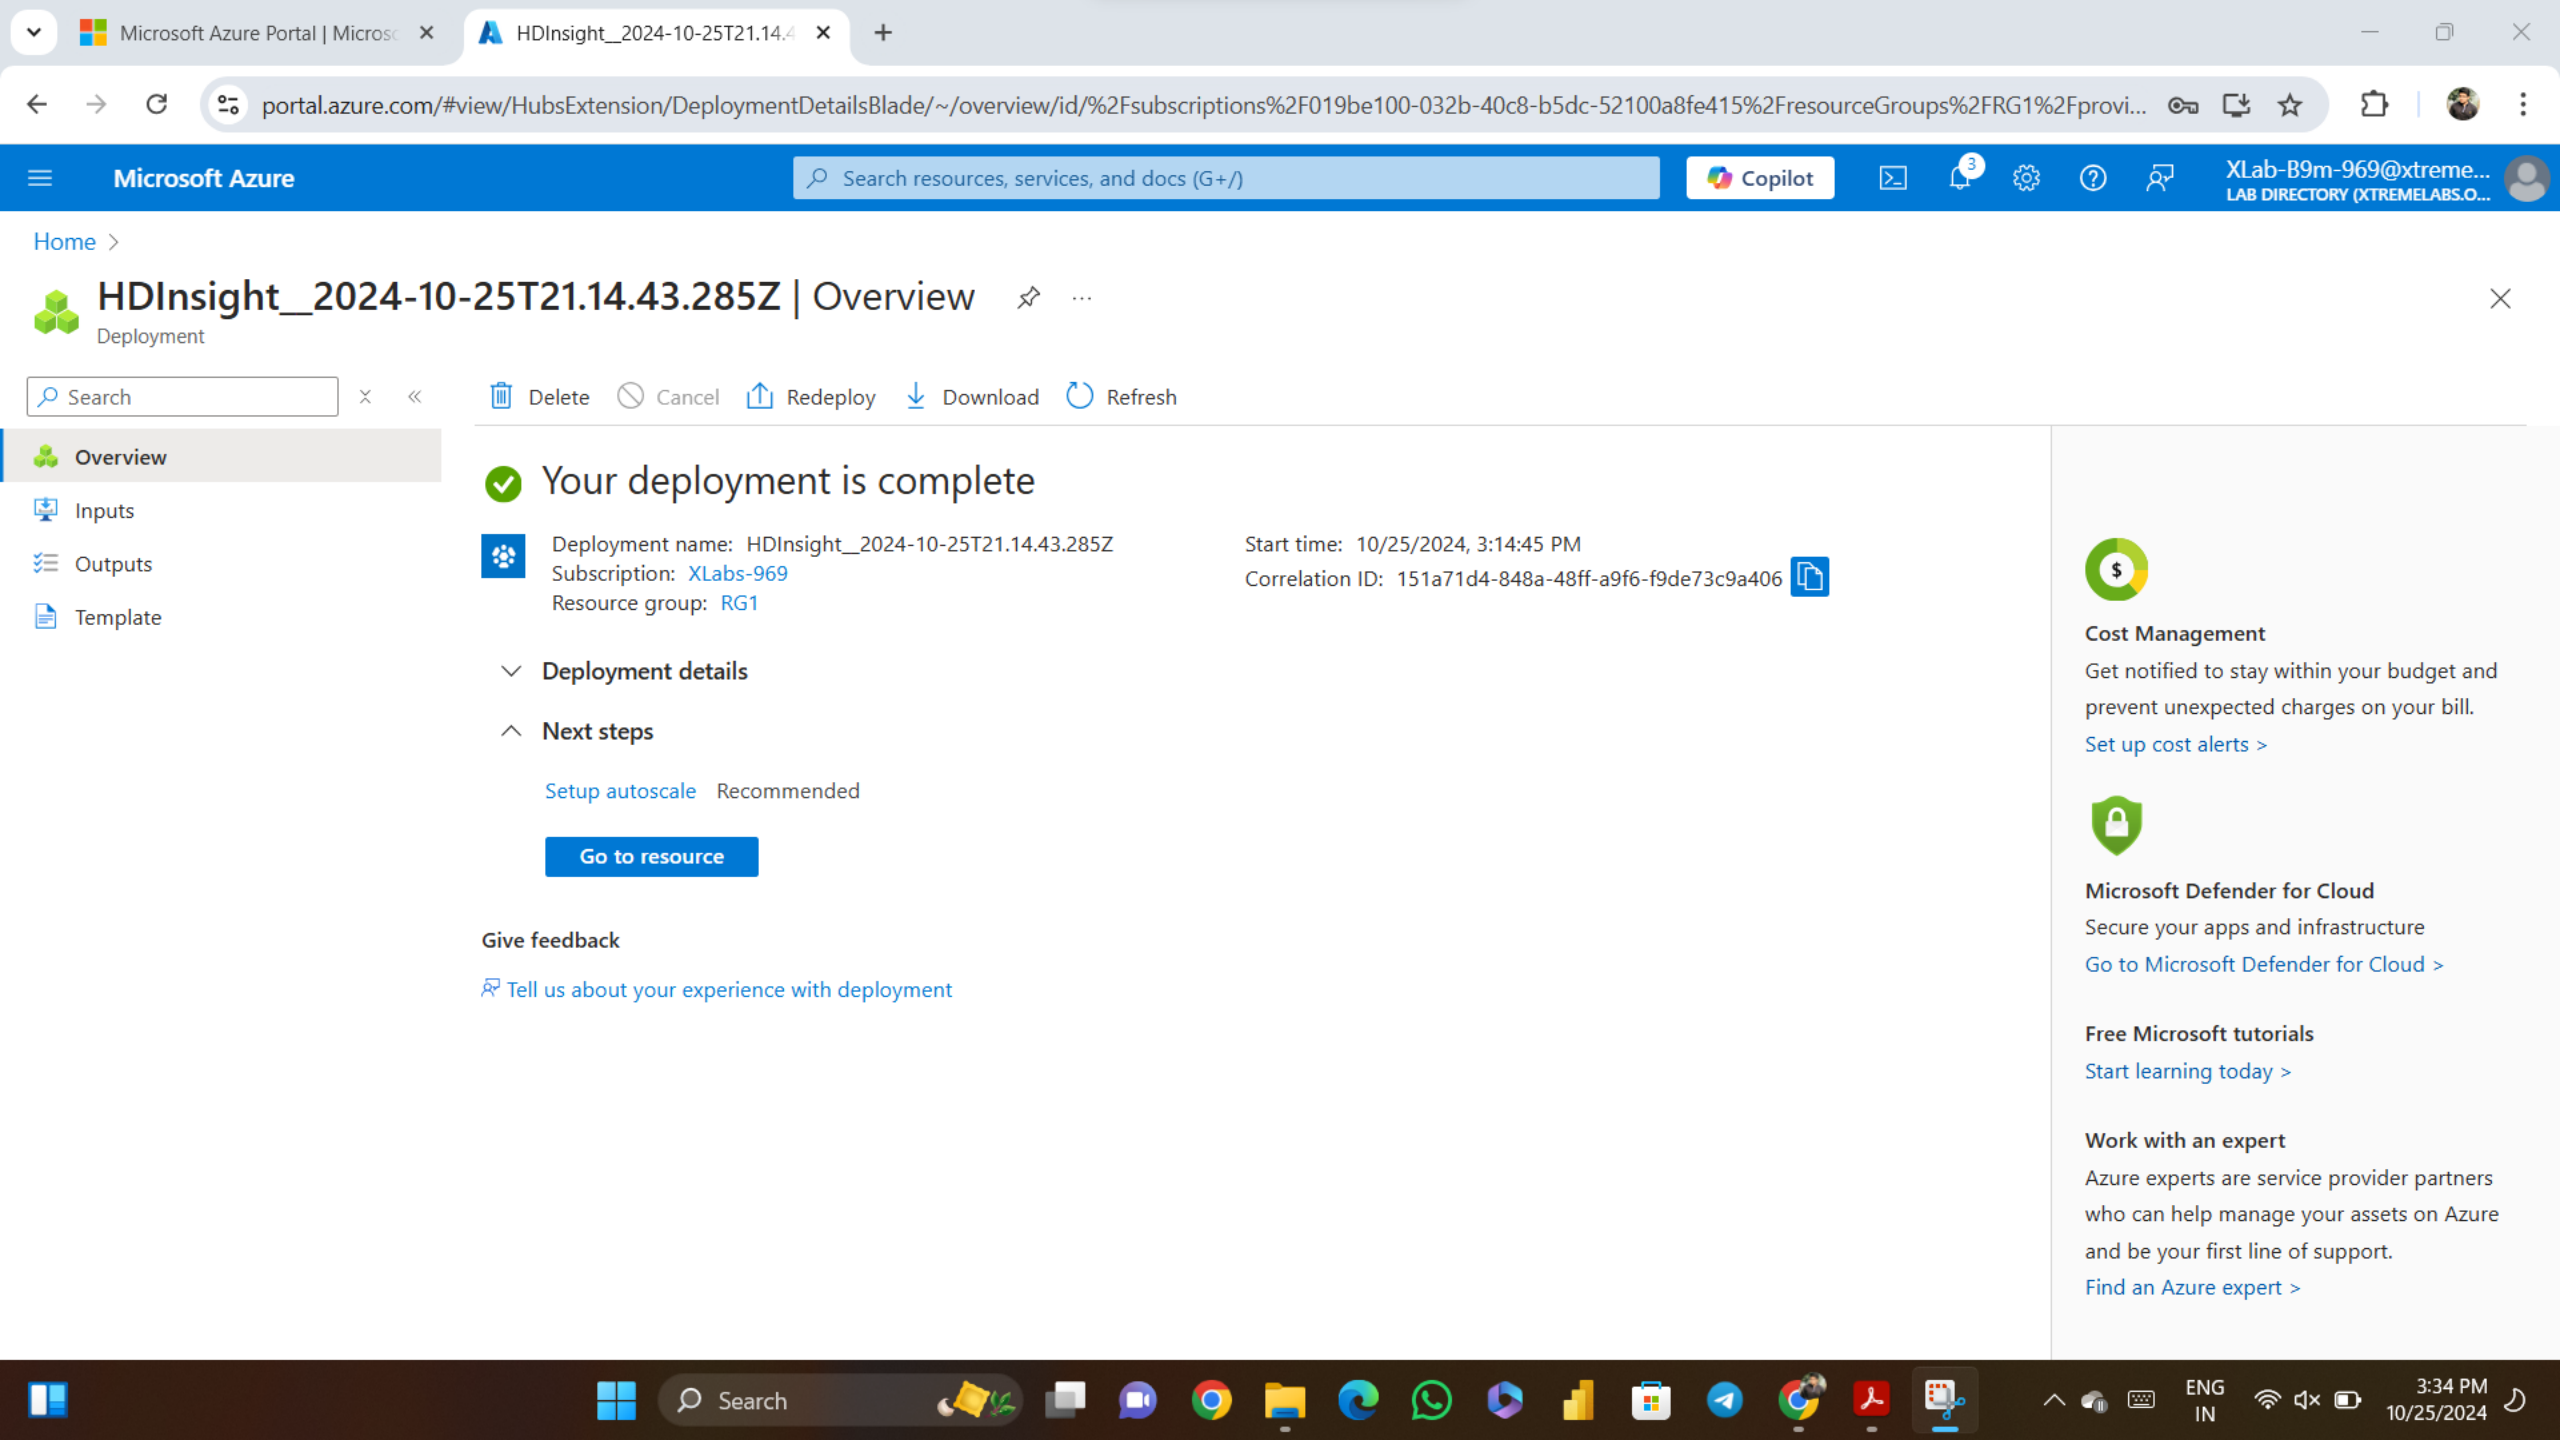 Microsoft Azure Portal | Micros
HDInsight__2024-10-25T21.14.4
portal.azure.com/#view/HubsExtension/DeploymentDetailsBlade/~/overview/id/%2Fsubscriptions%2F019be100-032b-40c8-b5dc-52100a8fe415%2FresourceGroups%2FRG1%2Fprovi...
Microsoft Azure
Search resources, services, and docs (G+/)
Copilot
3
XLab-B9m-969@xtreme...
LAB DIRECTORY (XTREMELABS.O...
Home
HDInsight__2024-10-25T21.14.43.285Z | Overview
Deployment
Search
Delete
Cancel
Redeploy
Download
Refresh
Overview
Inputs
Outputs
Template
Your deployment is complete
Deployment name: HDInsight__2024-10-25T21.14.43.285Z
Subscription: XLabs-969
Resource group: RG1
Start time: 10/25/2024, 3:14:45 PM
Correlation ID: 151a71d4-848a-48ff-a9f6-f9de73c9a406
Deployment details
Next steps
Setup autoscale Recommended
Go to resource
Give feedback
Tell us about your experience with deployment
$
Cost Management
Get notified to stay within your budget and
prevent unexpected charges on your bill.
Set up cost alerts >
Microsoft Defender for Cloud
Secure your apps and infrastructure
Go to Microsoft Defender for Cloud >
Free Microsoft tutorials
Start learning today >
Work with an expert
Azure experts are service provider partners
who can help manage your assets on Azure
and be your first line of support.
Find an Azure expert >
Search
ENG
IN
3:34 PM
10/25/2024